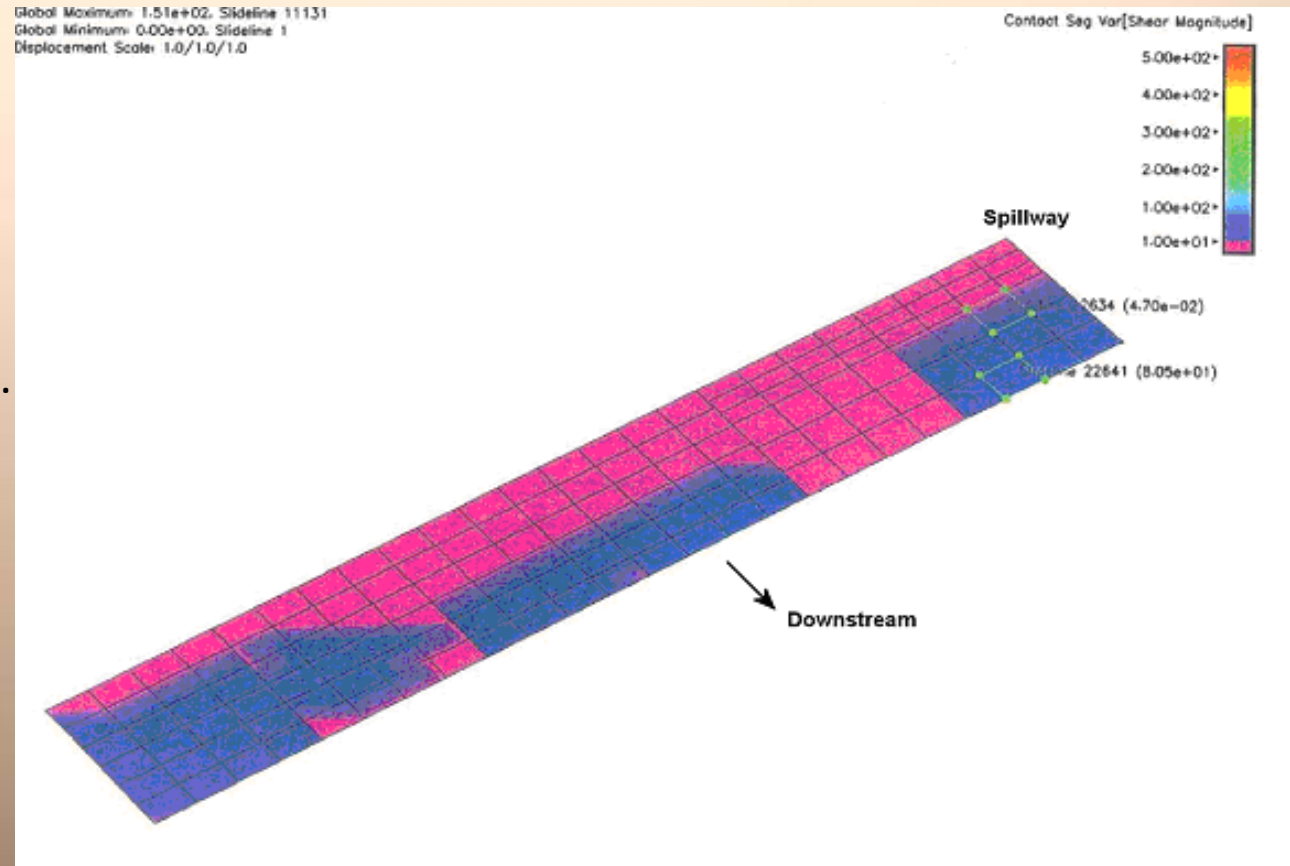 Global Maximum: 1.51e+02, Slideline 11131
Global Minimum: 0.00e+00, Slideline 1
Displacement Scale: 1.0/1.0/1.0
Contact Seg Var[Shear Magnitude]
5.00e+02
4.00e+02
3.00e+02
2.00e+02
1.00e+02
1.00e+01
Spillway
2634 (4.70e-02)
22641 (8.05e+01)
.
Downstream